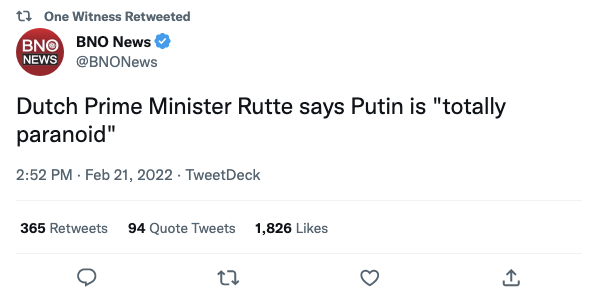 One Witness Retweeted
BNO
NEWS
BNO News
@BNONews
Dutch Prime Minister Rutte says Putin is "totally
paranoid"
2:52 PM · Feb 21, 2022 · TweetDeck
365 Retweets 94 Quote Tweets 1,826 Likes